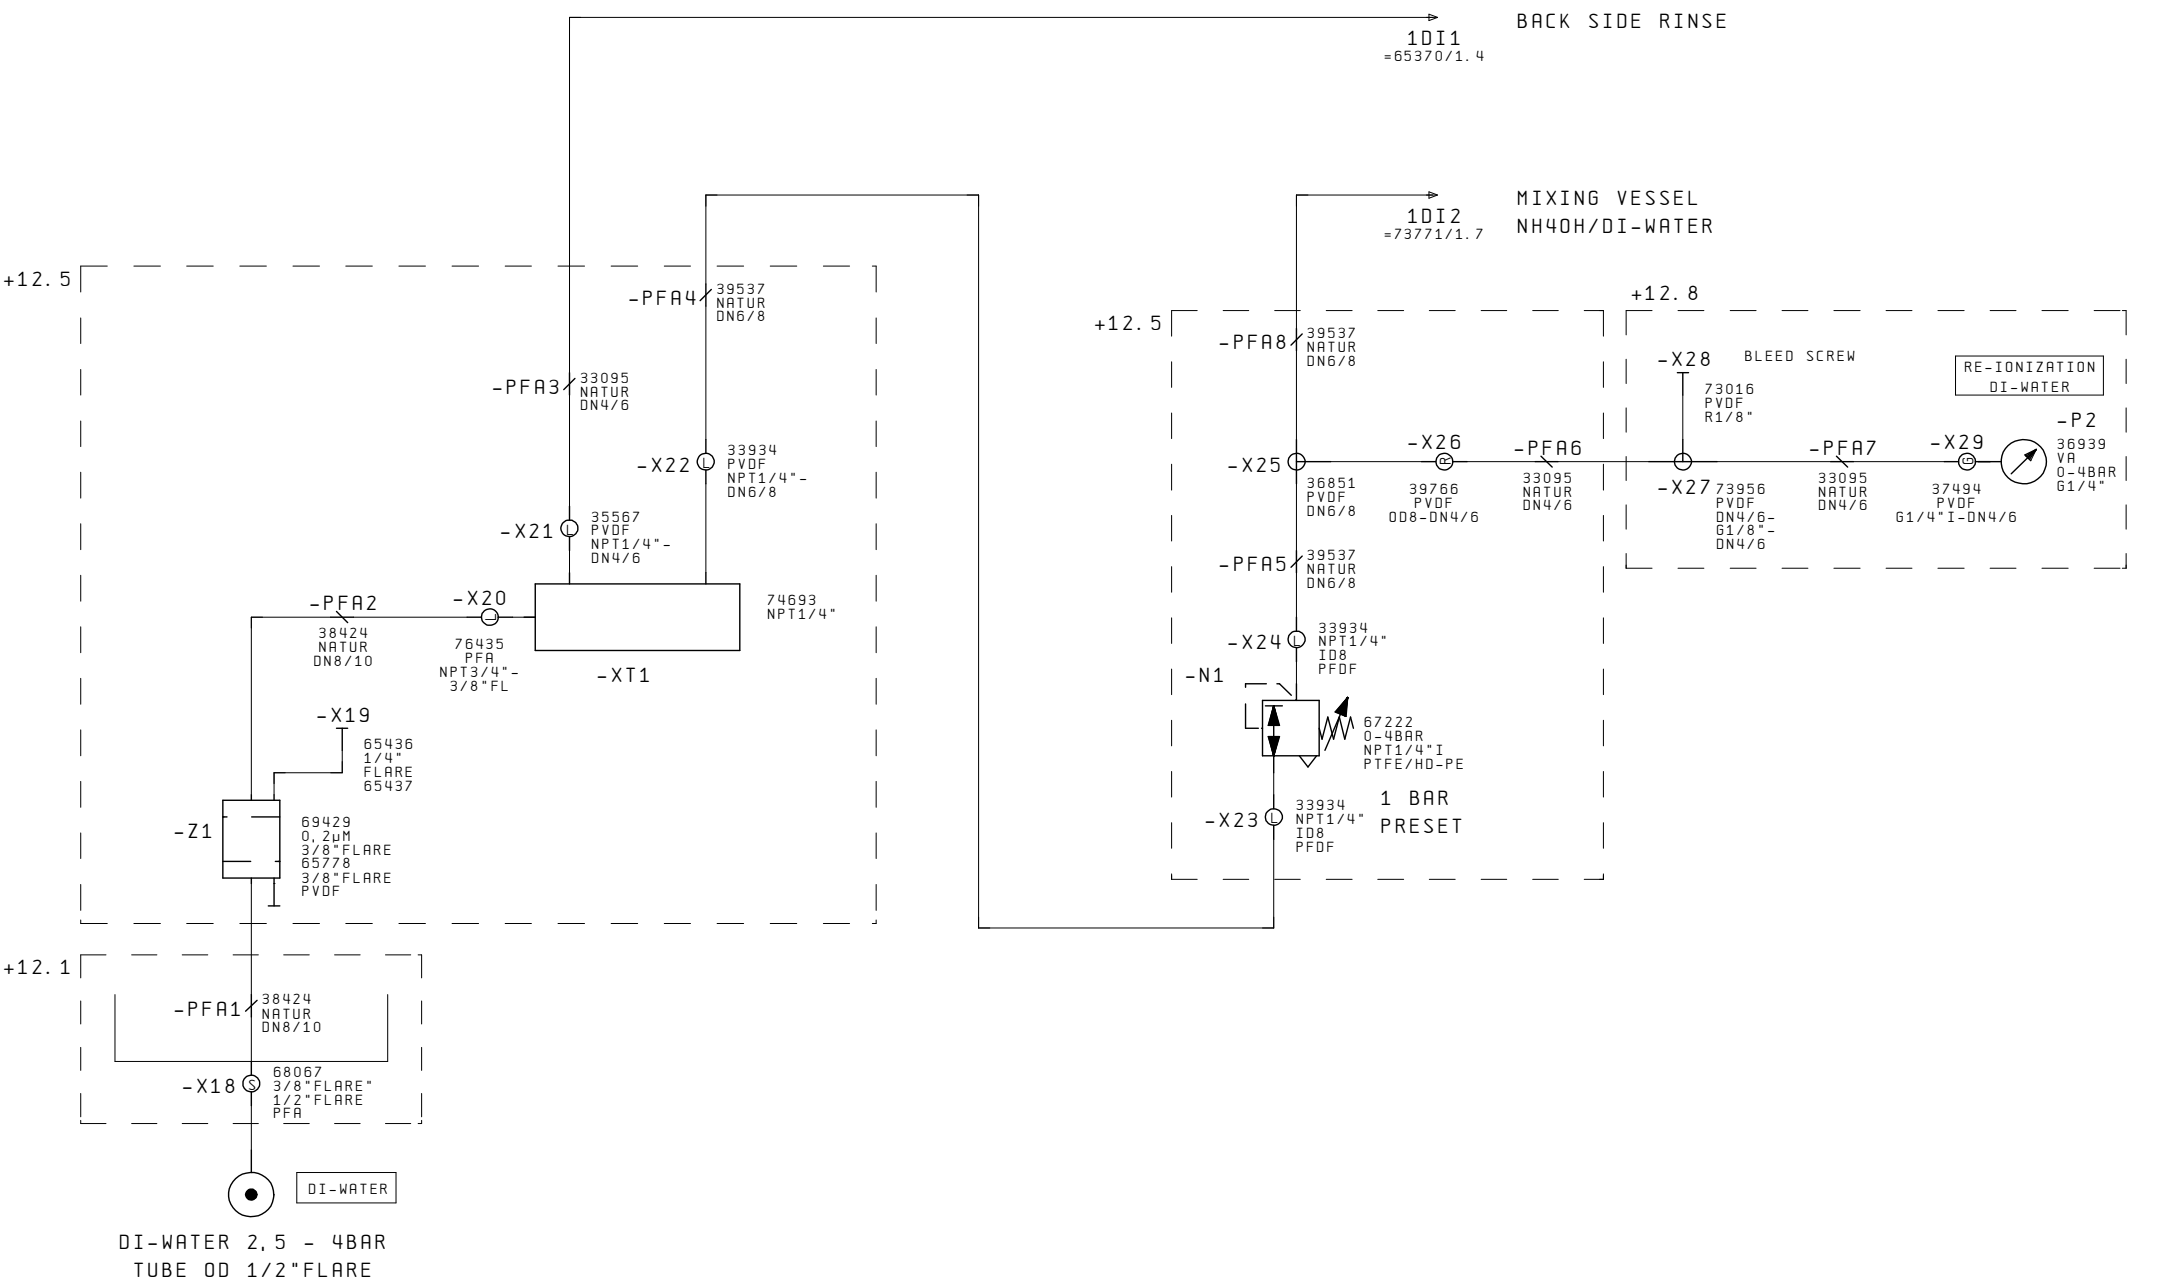 BACK SIDE RINSE
1DI1
=65370/1.4
MIXING VESSEL
NH4OH/DI-WATER
1DI2
=73771/1.7
+12.5
-PFA4
39537
NATUR
DN6/8
-PFA3
33095
NATUR
DN4/6
-X22
33934
PVDF
NPT1/4"-
DN6/8
-X21
35567
PVDF
NPT1/4"-
DN4/6
-PFA2
38424
NATUR
DN8/10
-X20
76435
PFA
NPT3/4"-
3/8"FL
L
L
L
74693
NPT1/4"
-XT1
-X19
65436
1/4"
FLARE
65437
-Z1
69429
0,2µM
3/8"FLARE
65778
3/8"FLARE
PVDF
+12.1
-PFA1
38424
NATUR
DN8/10
-X18
S
68067
3/8"FLARE"
1/2"FLARE
PFA
DI-WATER
DI-WATER 2,5 - 4BAR
TUBE OD 1/2"FLARE
+12.5
-PFA8
39537
NATUR
DN6/8
-X25
36851
PVDF
DN6/8
-X26
R
39766
PVDF
OD8-DN4/6
-PFA6
33095
NATUR
DN4/6
-PFA5
39537
NATUR
DN6/8
-X24
L
33934
NPT1/4"
ID8
PFDF
-N1
67222
0-4BAR
NPT1/4"I
PTFE/HD-PE
1 BAR
PRESET
-X23
L
33934
NPT1/4"
ID8
PFDF
+12.8
-X28
BLEED SCREW
73016
PVDF
R1/8"
RE-IONIZATION
DI-WATER
-X27
73956
PVDF
DN4/6-
G1/8"-
DN4/6
-PFA7
33095
NATUR
DN4/6
-X29
G
37494
PVDF
G1/4"I-DN4/6
-P2
36939
VA
0-4BAR
G1/4"